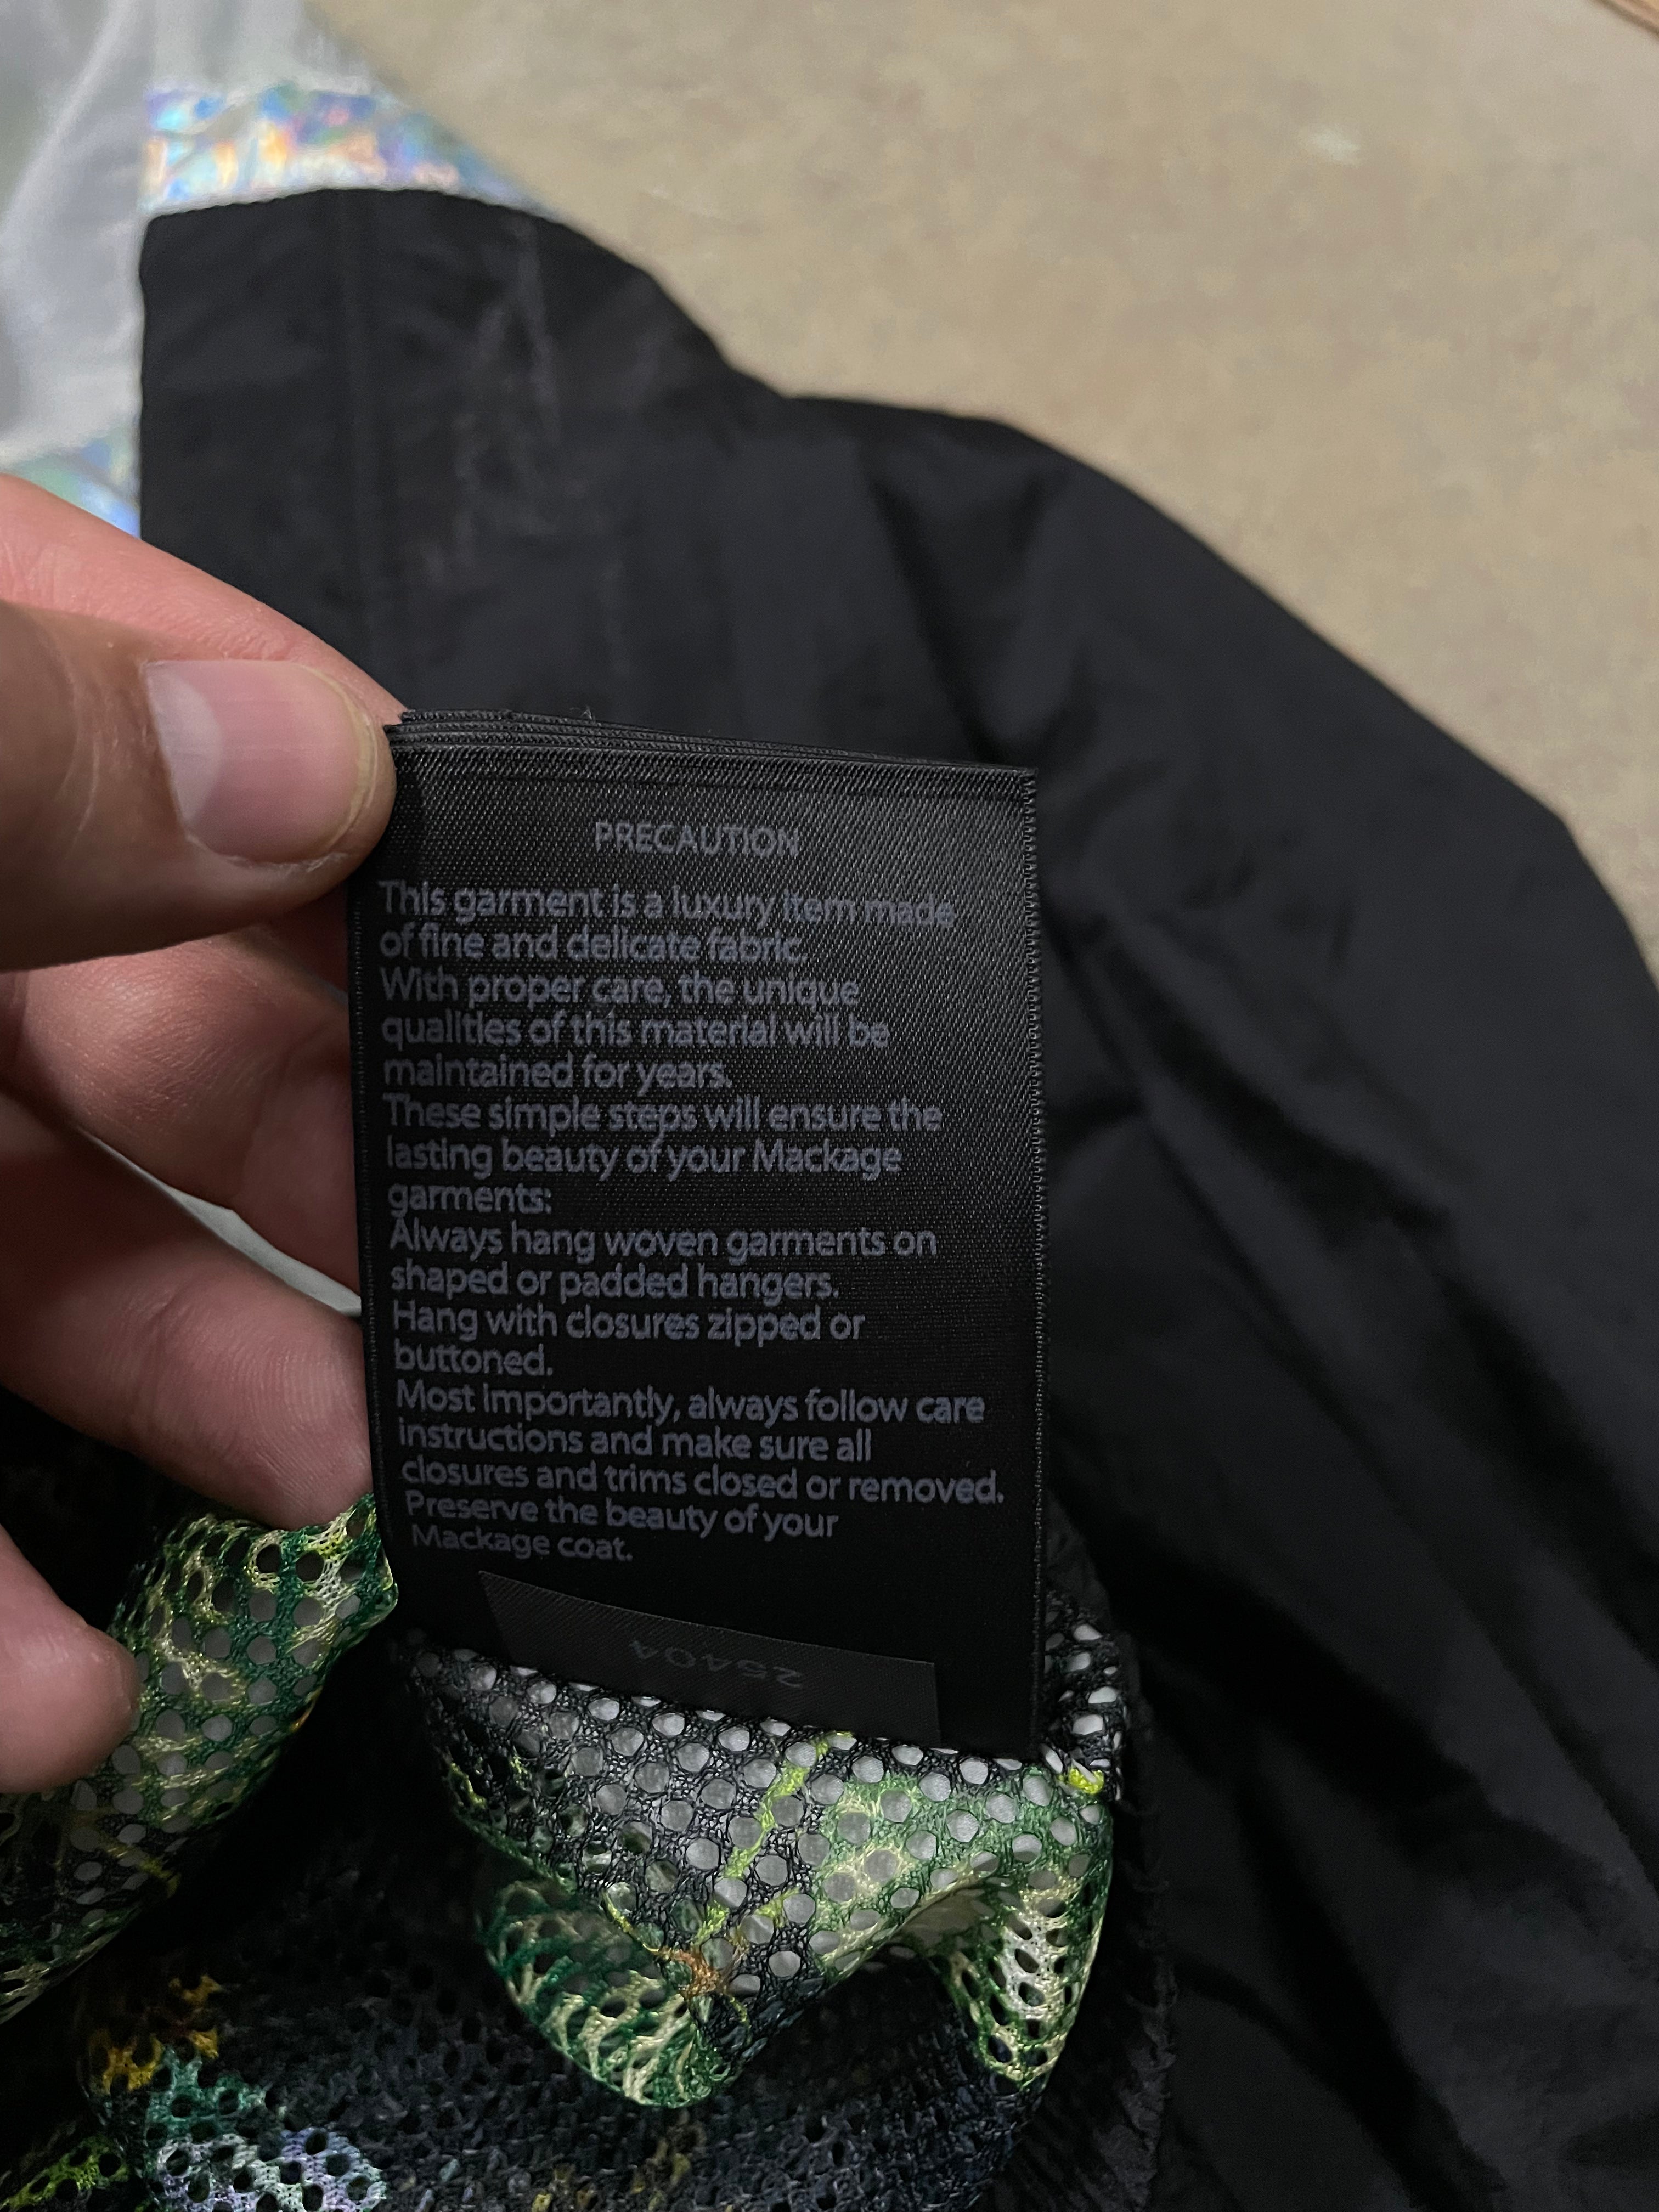 PRECAUTION
This garment is a luxury item made
of fine and delicate fabric.
With proper care, the unique
qualities of this material will be
maintained for years.
These simple steps will ensure the
lasting beauty of your Mackage
garments:
Always hang woven garments on
shaped or padded hangers.
Hang with closures zipped or
buttoned.
Most importantly, always follow care
instructions and make sure all
closures and trims closed or removed.
Preserve the beauty of your
Mackage coat.
25404